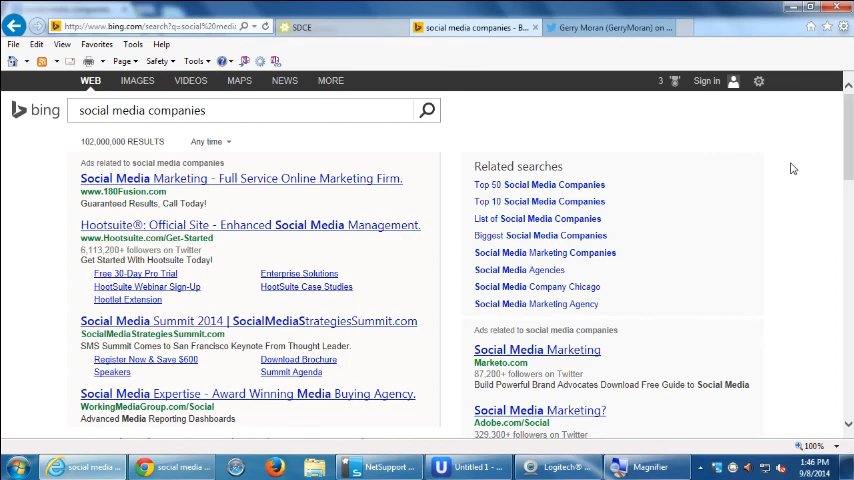 http://www.bing.com/search?q=social%20medi
SDCE
social media companies - B...
Gerry Moran (GerryMoran) on ...
File Edit View Favorites Tools Help
Page Safety Tools
WEB IMAGES VIDEOS MAPS NEWS MORE
3 Sign in
bing
social media companies
102,000,000 RESULTS Any time
Ads related to social media companies
Social Media Marketing - Full Service Online Marketing Firm.
www.180Fusion.com
Guaranteed Results, Call Today!
Hootsuite®: Official Site - Enhanced Social Media Management.
www.Hootsuite.com/Get-Started
6,113,200+ followers on Twitter
Get Started With Hootsuite Today!
Free 30-Day Pro Trial Enterprise Solutions
HootSuite Webinar Sign-Up HootSuite Case Studies
Hootlet Extension
Social Media Summit 2014 | SocialMediaStrategiesSummit.com
SocialMediaStrategiesSummit.com
SMS Summit Comes to San Francisco Keynote From Thought Leader.
Register Now & Save $600 Download Brochure
Speakers Summit Agenda
Social Media Expertise - Award Winning Media Buying Agency.
WorkingMediaGroup.com/Social
Advanced Media Reporting Dashboards
Related searches
Top 50 Social Media Companies
Top 10 Social Media Companies
List of Social Media Companies
Biggest Social Media Companies
Social Media Marketing Companies
Social Media Agencies
Social Media Company Chicago
Social Media Marketing Agency
Ads related to social media companies
Social Media Marketing
Marketo.com
87,200+ followers on Twitter
Build Powerful Brand Advocates Download Free Guide to Social Media
Social Media Marketing?
Adobe.com/Social
329,300+ followers on Twitter
100%
social media ...
social med...
NetSupport ...
Untitled 1 - ...
Logitech® ...
Magnifier
1:46 PM
9/8/2014